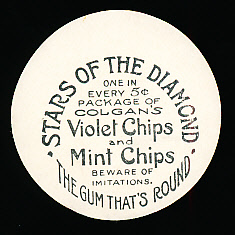 STARS OF THE DIAMOND
ONE IN
EVERY 5¢
PACKAGE OF
COLGAN'S
Violet Chips
and
Mint Chips
BEWARE OF
IMITATIONS.
THE GUM THAT'S ROUND